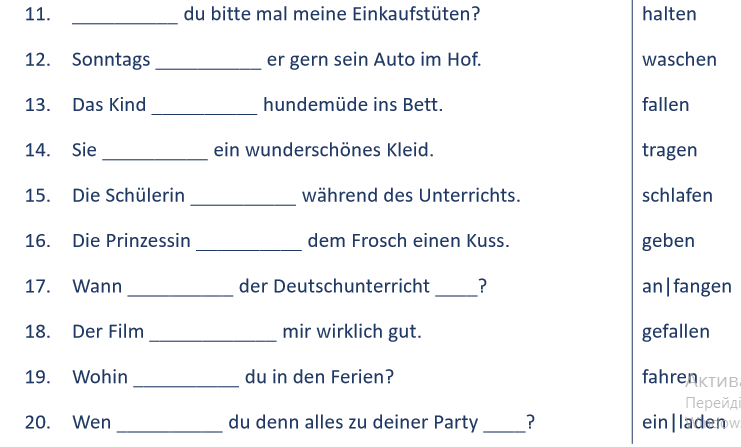 11. __________ du bitte mal meine Einkaufstüten? halten
12. Sonntags __________ er gern sein Auto im Hof. waschen
13. Das Kind __________ hundemüde ins Bett. fallen
14. Sie __________ ein wunderschönes Kleid. tragen
15. Die Schülerin __________ während des Unterrichts. schlafen
16. Die Prinzessin __________ dem Frosch einen Kuss. geben
17. Wann __________ der Deutschunterricht ____? an|fangen
18. Der Film ____________ mir wirklich gut. gefallen
19. Wohin __________ du in den Ferien? fahren
20. Wen __________ du denn alles zu deiner Party ____? ein|laden